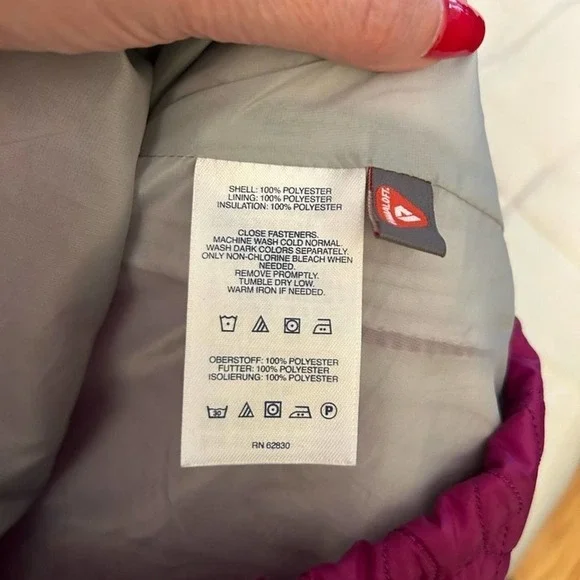 SHELL: 100% POLYESTER
LINING: 100% POLYESTER
INSULATION: 100% POLYESTER
CLOSE FASTENERS.
MACHINE WASH COLD NORMAL.
WASH DARK COLORS SEPARATELY.
ONLY NON-CHLORINE BLEACH WHEN
NEEDED.
REMOVE PROMPTLY.
TUMBLE DRY LOW.
WARM IRON IF NEEDED.
OBERSTOFF: 100% POLYESTER
FUTTER: 100% POLYESTER
ISOLIERUNG: 100% POLYESTER
30 P
RN 62830